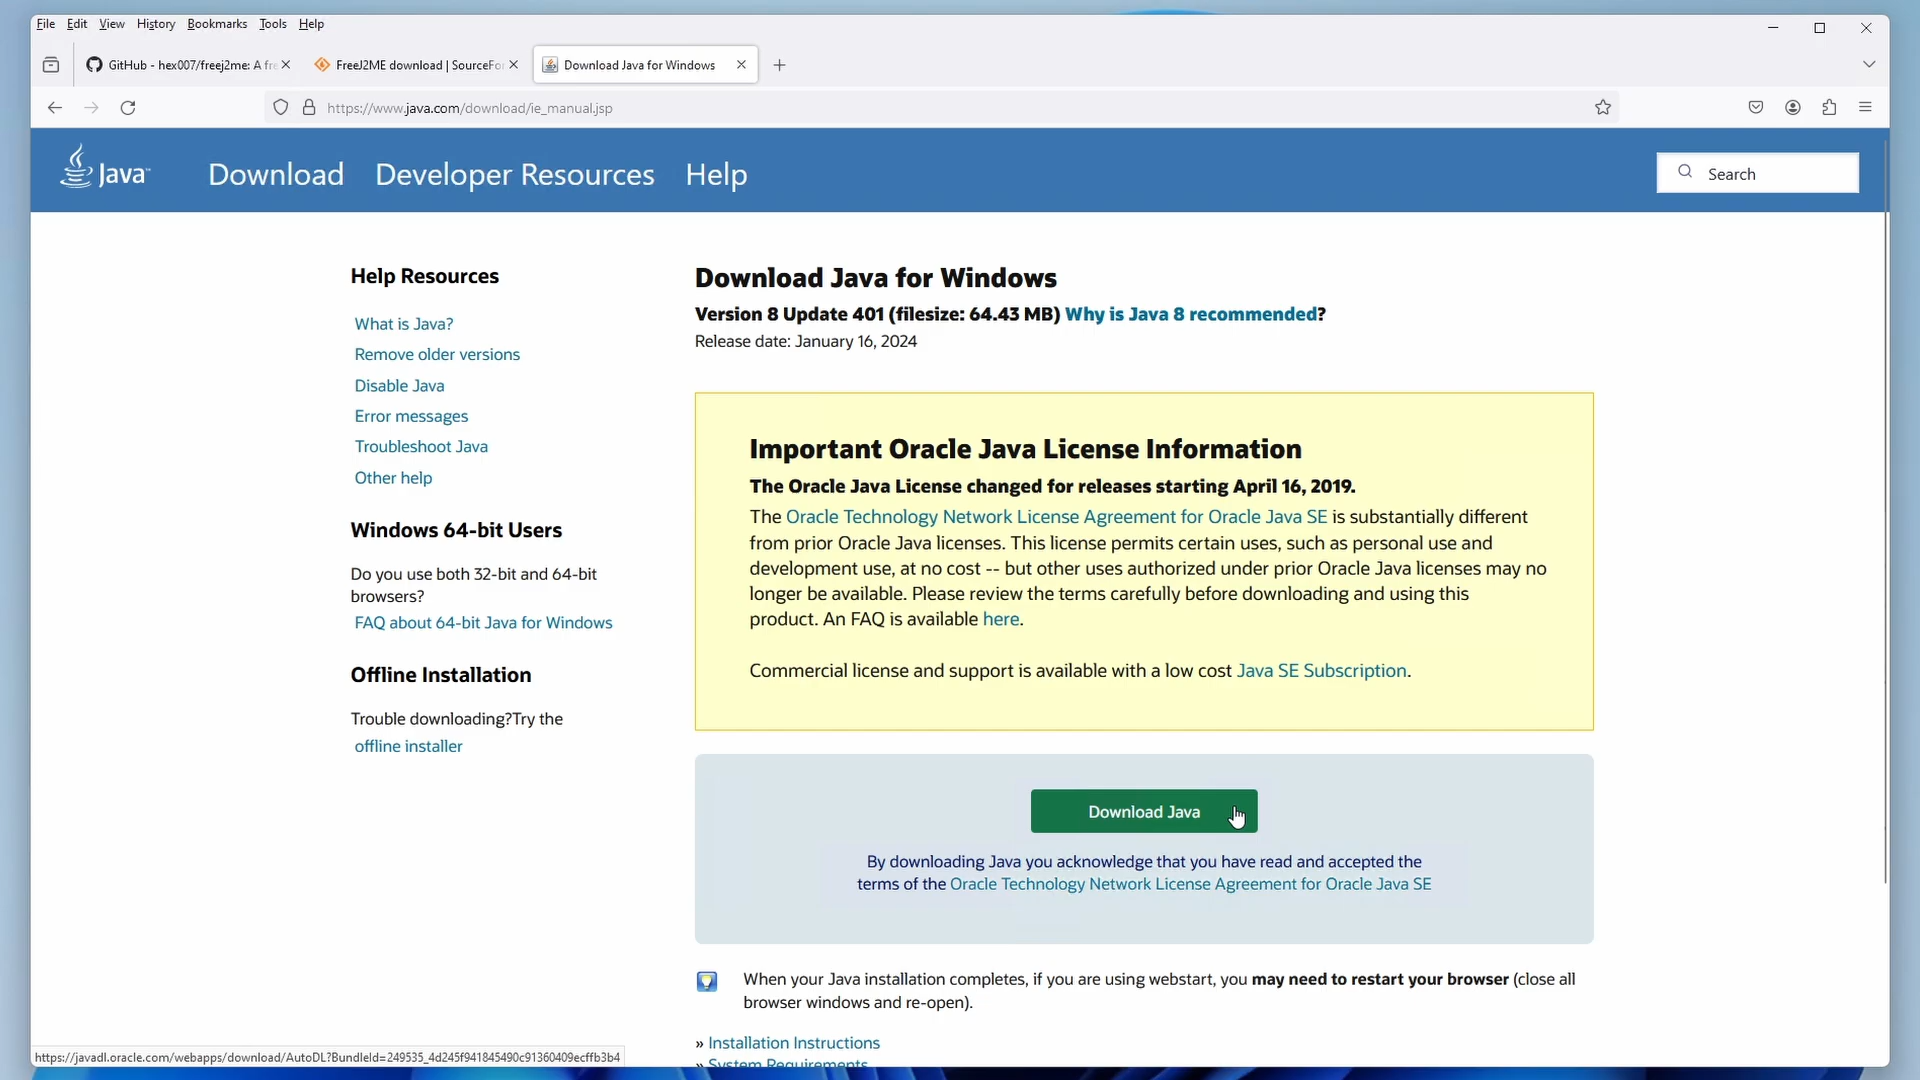 File Edit View History Bookmarks Tools Help
GitHub - hex007/freej2me: A fre
FreeJ2ME download | SourceFo
Download Java for Windows
https://www.java.com/download/ie_manual.jsp
Java
Download
Developer Resources
Help
Search
Help Resources
What is Java?
Remove older versions
Disable Java
Error messages
Troubleshoot Java
Other help
Windows 64-bit Users
Do you use both 32-bit and 64-bit
browsers?
FAQ about 64-bit Java for Windows
Offline Installation
Trouble downloading?Try the
offline installer
Download Java for Windows
Version 8 Update 401 (filesize: 64.43 MB) Why is Java 8 recommended?
Release date: January 16, 2024
Important Oracle Java License Information
The Oracle Java License changed for releases starting April 16, 2019.
The Oracle Technology Network License Agreement for Oracle Java SE is substantially different
from prior Oracle Java licenses. This license permits certain uses, such as personal use and
development use, at no cost -- but other uses authorized under prior Oracle Java licenses may no
longer be available. Please review the terms carefully before downloading and using this
product. An FAQ is available here.
Commercial license and support is available with a low cost Java SE Subscription.
Download Java
By downloading Java you acknowledge that you have read and accepted the
terms of the Oracle Technology Network License Agreement for Oracle Java SE
When your Java installation completes, if you are using webstart, you may need to restart your browser (close all
browser windows and re-open).
» Installation Instructions
» System Requirements
https://javadl.oracle.com/webapps/download/AutoDL?BundleId=249535_4d245f941845490c91360409ecffb3b4